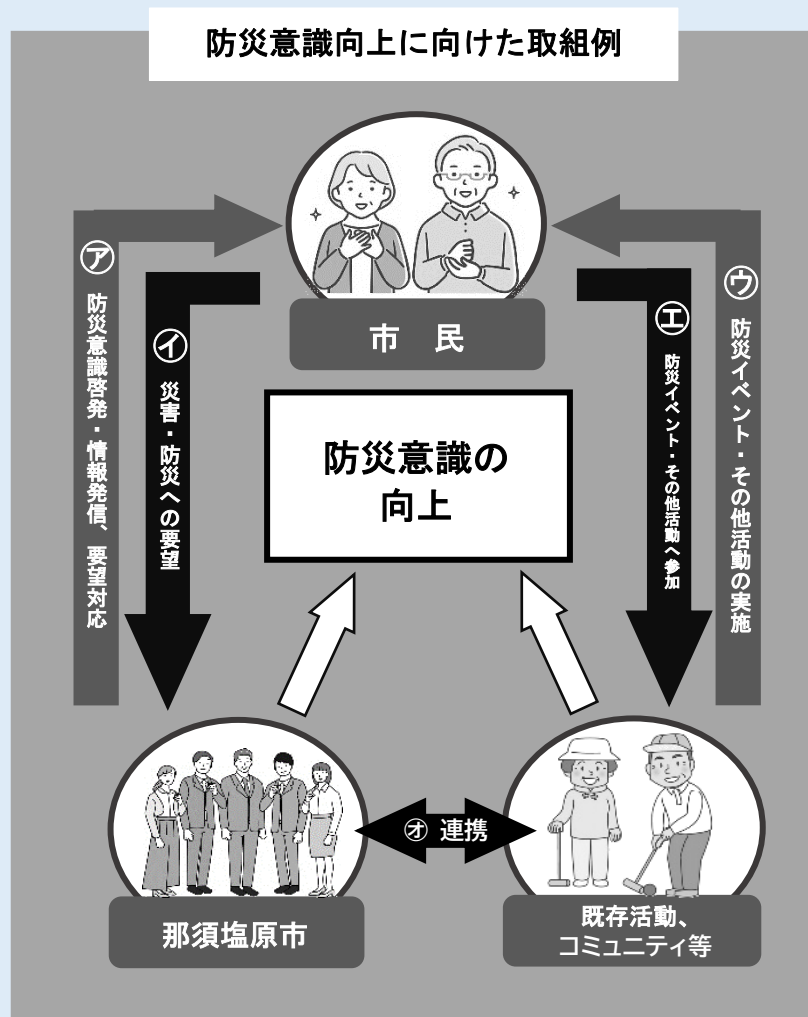 防災意識向上に向けた取組例
市 民
㋐ 防災意識啓発・情報発信、要望対応
㋑ 災害・防災への要望
㋓ 防災イベント・その他活動へ参加
㋒ 防災イベント・その他活動の実施
防災意識の
向上
㋔ 連携
那須塩原市
既存活動、
コミュニティ等